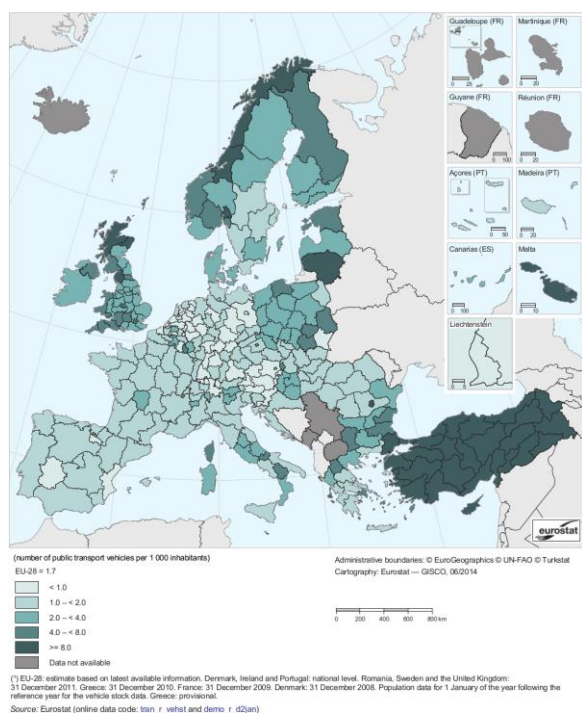 Guadeloupe (FR)
Martinique (FR)
0 25
0 20
Guyane (FR)
Réunion (FR)
0 100
0 20
Açores (PT)
Madeira (PT)
0 50
0 20
Canarias (ES)
Malta
0 100
0 10
Liechtenstein
eurostat
(number of public transport vehicles per 1 000 inhabitants)
EU-28 = 1.7
< 1.0
1.0 – < 2.0
2.0 – < 4.0
4.0 – < 8.0
>= 8.0
Data not available
Administrative boundaries: © EuroGeographics © UN-FAO © Turkstat
Cartography: Eurostat — GISCO, 06/2014
0 200 400 600 800 km
(¹) EU-28: estimate based on latest available information. Denmark, Ireland and Portugal: national level. Romania, Sweden and the United Kingdom:
31 December 2011. Greece: 31 December 2010. France: 31 December 2009. Denmark: 31 December 2008. Population data for 1 January of the year following the
reference year for the vehicle stock data. Greece: provisional.
Source: Eurostat (online data code: tran_r_vehst and demo_r_d2jan)